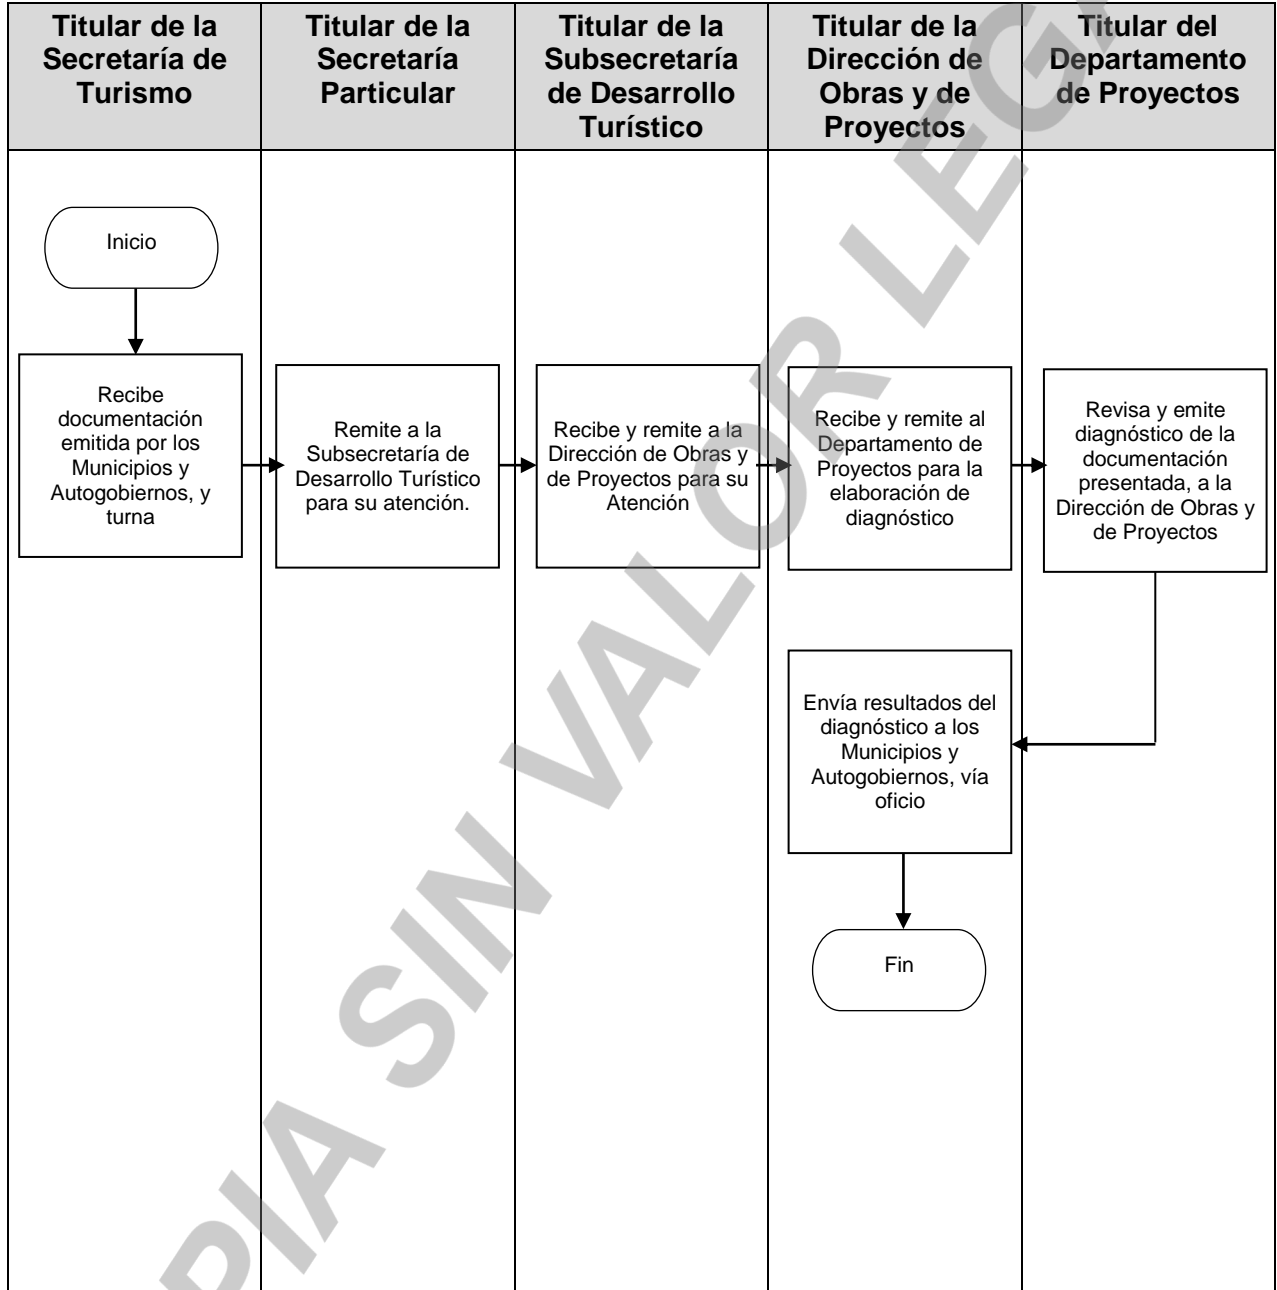 Titular de la
Secretaría de
Turismo
Titular de la
Secretaría
Particular
Titular de la
Subsecretaría
de Desarrollo
Turístico
Titular de la
Dirección de
Obras y de
Proyectos
Titular del
Departamento
de Proyectos
Inicio
Recibe
documentación
emitida por los
Municipios y
Autogobiernos, y
turna
Remite a la
Subsecretaría de
Desarrollo Turístico
para su atención.
Recibe y remite a la
Dirección de Obras y
de Proyectos para su
Atención
Recibe y remite al
Departamento de
Proyectos para la
elaboración de
diagnóstico
Revisa y emite
diagnóstico de la
documentación
presentada, a la
Dirección de Obras y
de Proyectos
Envía resultados del
diagnóstico a los
Municipios y
Autogobiernos, vía
oficio
Fin
PIA SIN VALOR LEGA